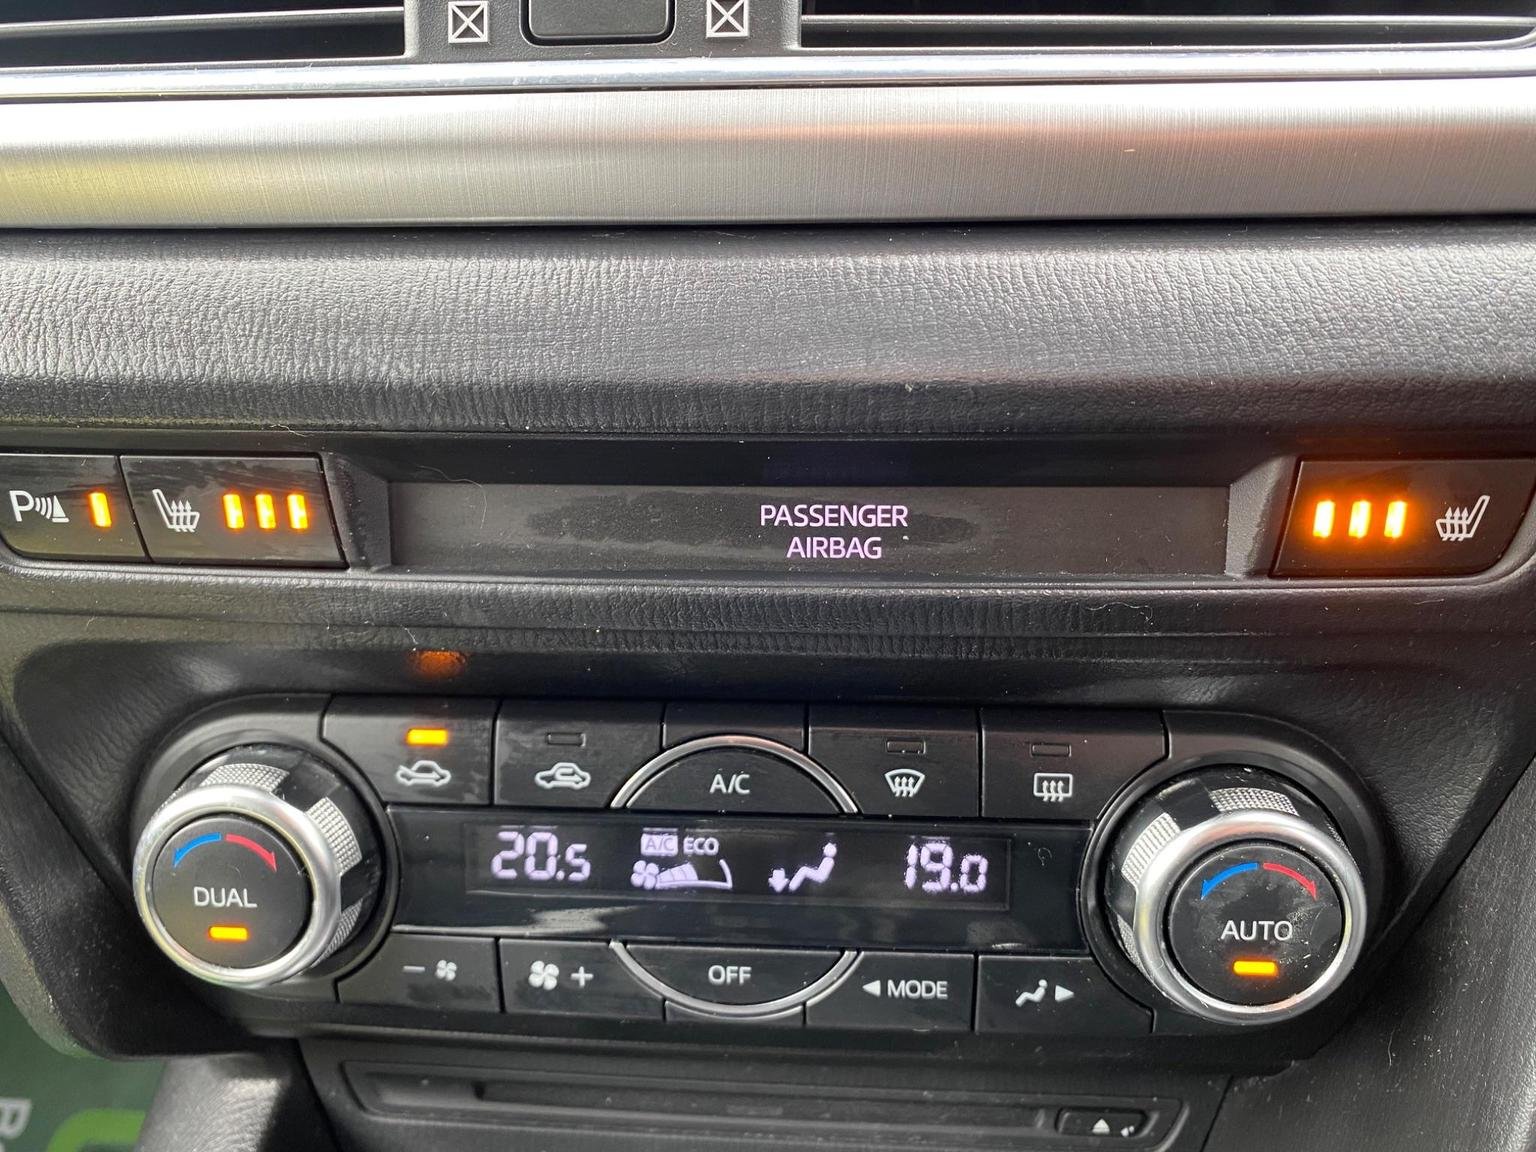 P
PASSENGER
AIRBAG
A/C
20.5
A/C ECO
19.0
DUAL
AUTO
-
+
OFF
MODE